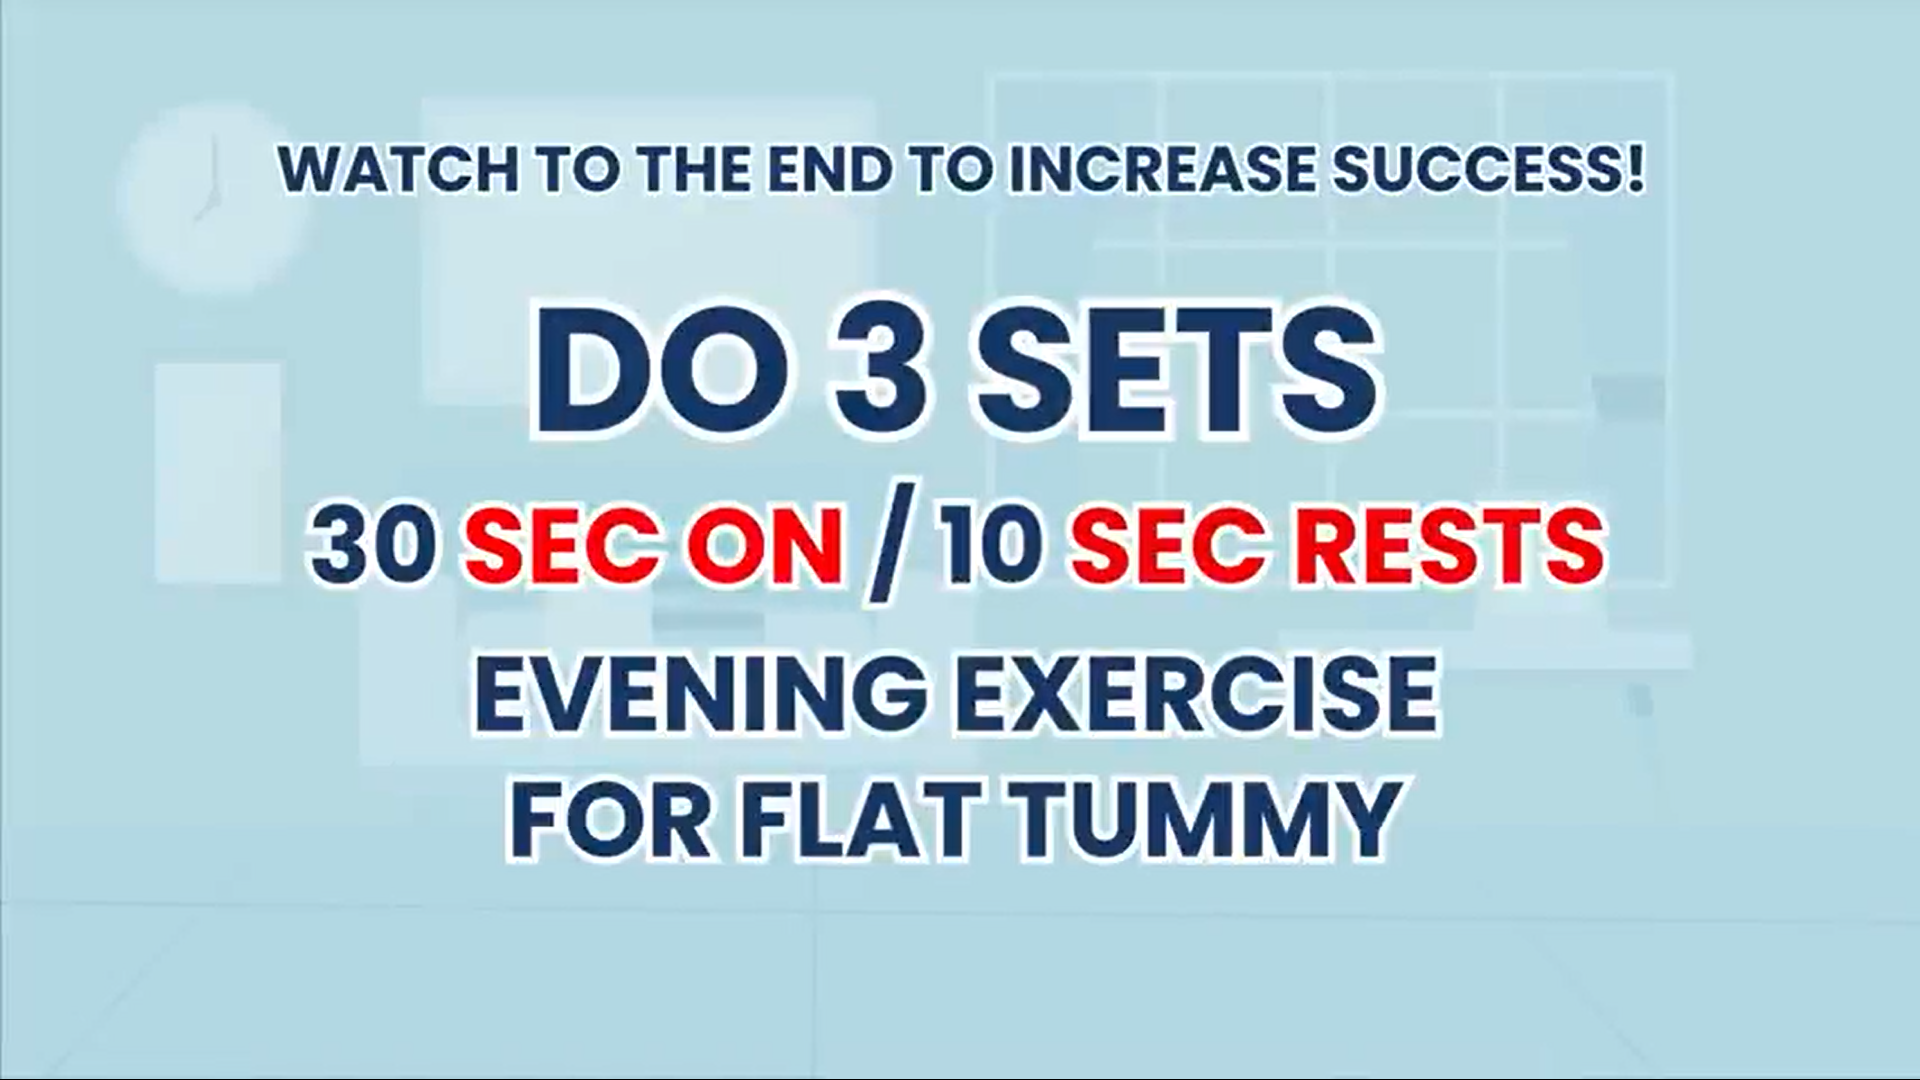 WATCH TO THE END TO INCREASE SUCCESS!
DO 3 SETS
30 SEC ON / 10 SEC RESTS
EVENING EXERCISE
FOR FLAT TUMMY